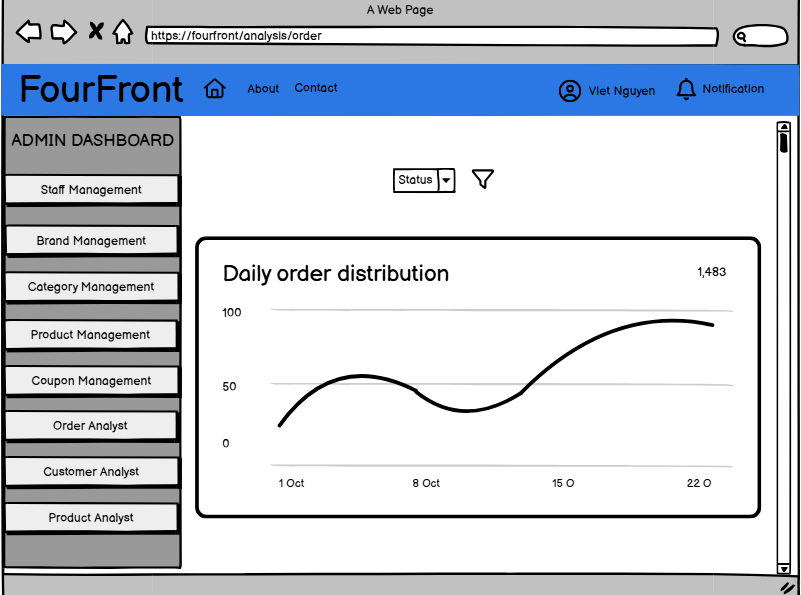 A Web Page
https://fourfront/analysis/order
FourFront
About
Contact
Viet Nguyen
Notification
ADMIN DASHBOARD
Staff Management
Brand Management
Category Management
Product Management
Coupon Management
Order Analyst
Customer Analyst
Product Analyst
Status
Daily order distribution
1,483
100
50
0
1 Oct
8 Oct
15 O
22 O